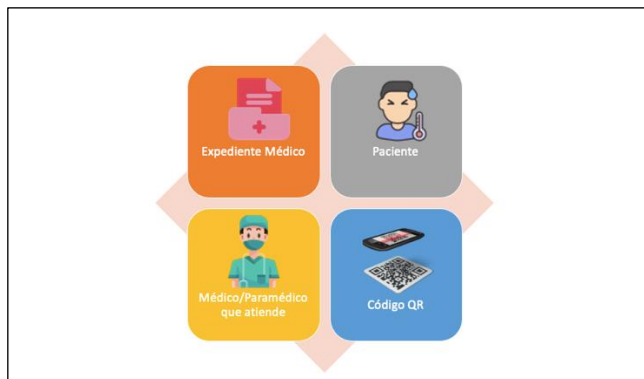 Expediente Médico
Paciente
Médico/Paramédico
que atiende
Código QR